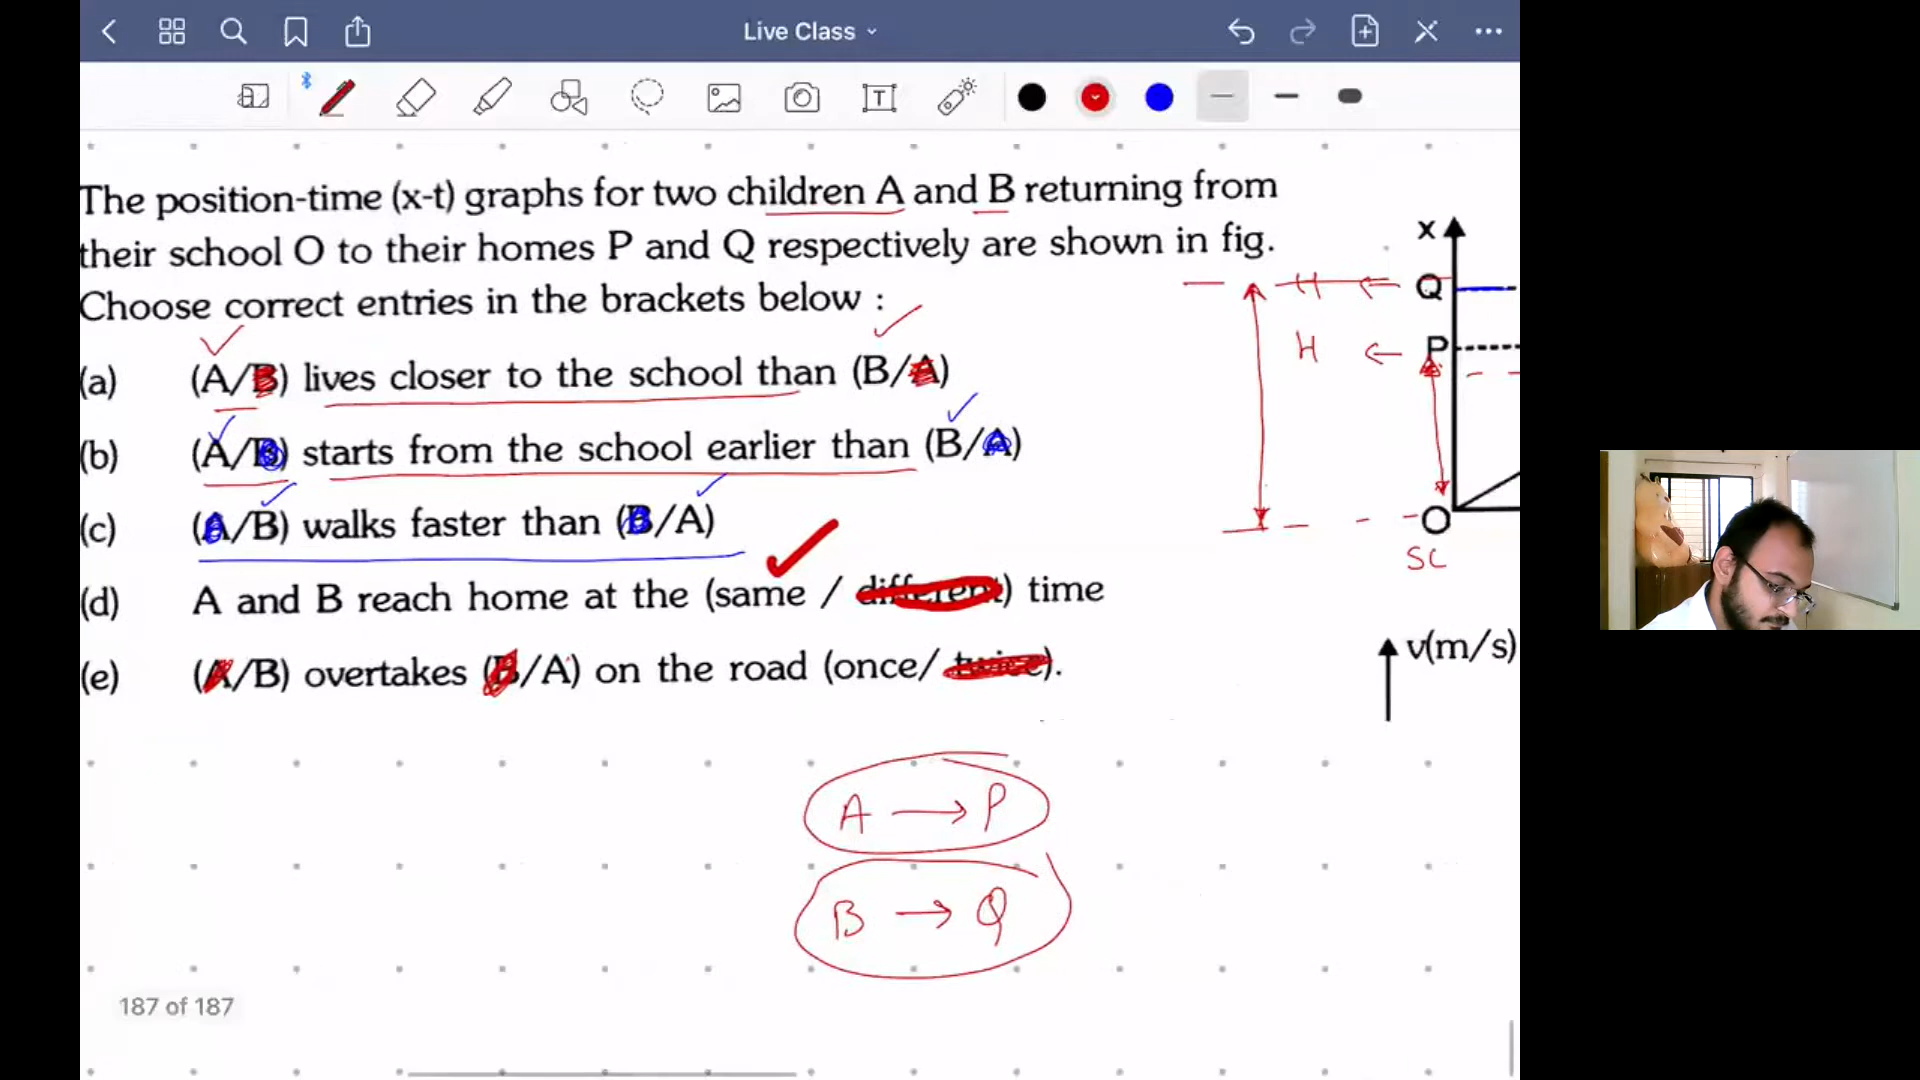 Live Class
The position-time (x-t) graphs for two children A and B returning from
their school O to their homes P and Q respectively are shown in fig.
Choose correct entries in the brackets below :
(a) (A/B) lives closer to the school than (B/A)
(b) (A/B) starts from the school earlier than (B/A)
(c) (A/B) walks faster than (B/A)
(d) A and B reach home at the (same / different) time
(e) (A/B) overtakes (B/A) on the road (once/ twice).
x
H ← Q
H ← P
O
SC
v(m/s)
A → P
B → Q
187 of 187
T